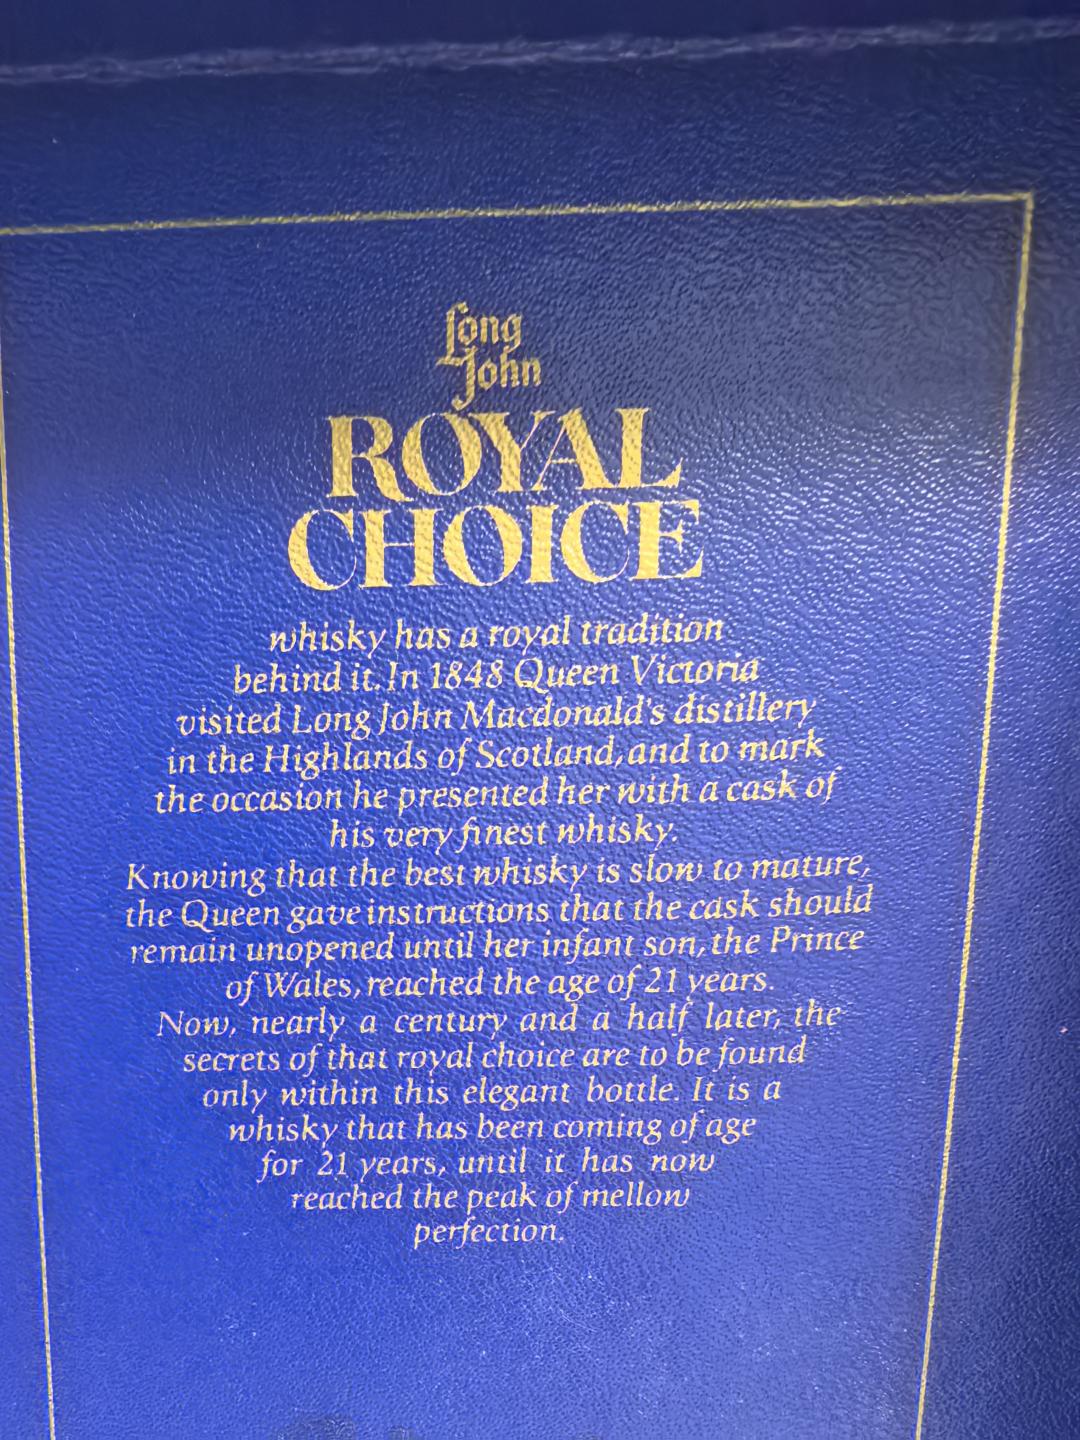 Long
John
ROYAL
CHOICE
whisky has a royal tradition
behind it. In 1848 Queen Victoria
visited Long John Macdonald's distillery
in the Highlands of Scotland, and to mark
the occasion he presented her with a cask of
his very finest whisky.
Knowing that the best whisky is slow to mature,
the Queen gave instructions that the cask should
remain unopened until her infant son, the Prince
of Wales, reached the age of 21 years.
Now, nearly a century and a half later, the
secrets of that royal choice are to be found
only within this elegant bottle. It is a
whisky that has been coming of age
for 21 years, until it has now
reached the peak of mellow
perfection.